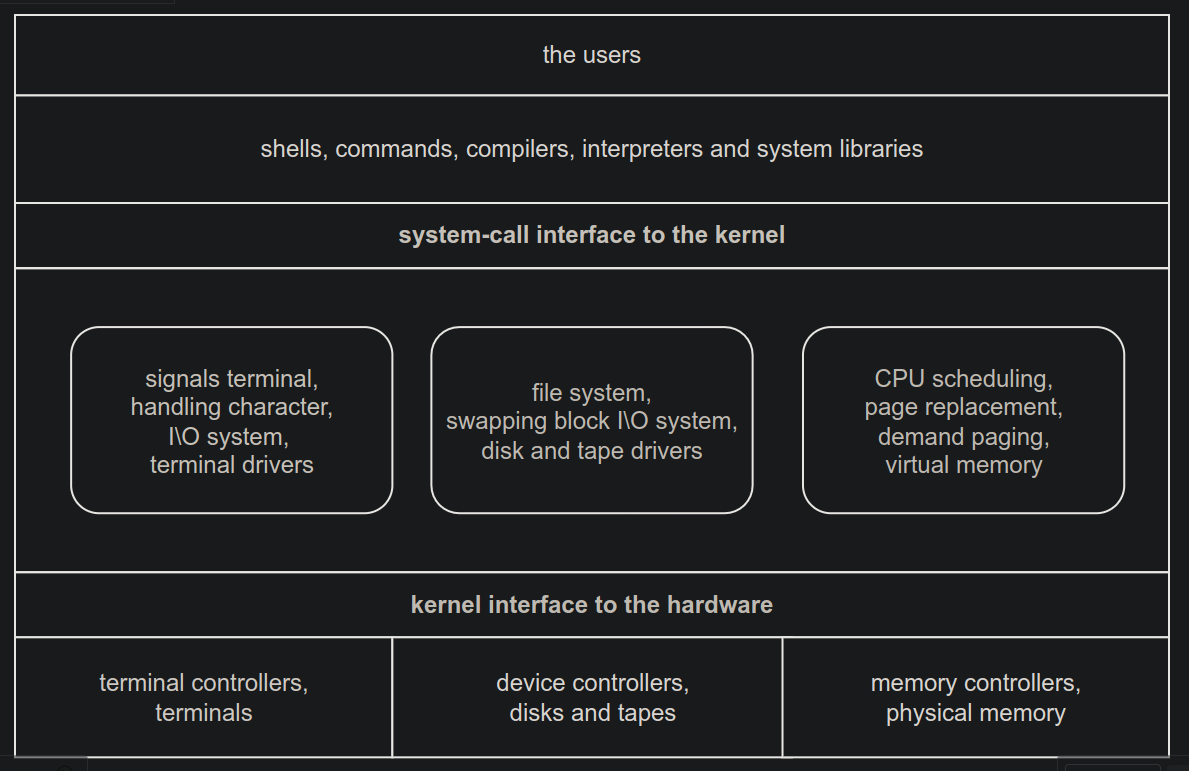 the users
shells, commands, compilers, interpreters and system libraries
system-call interface to the kernel
signals terminal,
handling character,
I\O system,
terminal drivers
file system,
swapping block I\O system,
disk and tape drivers
CPU scheduling,
page replacement,
demand paging,
virtual memory
kernel interface to the hardware
terminal controllers,
terminals
device controllers,
disks and tapes
memory controllers,
physical memory